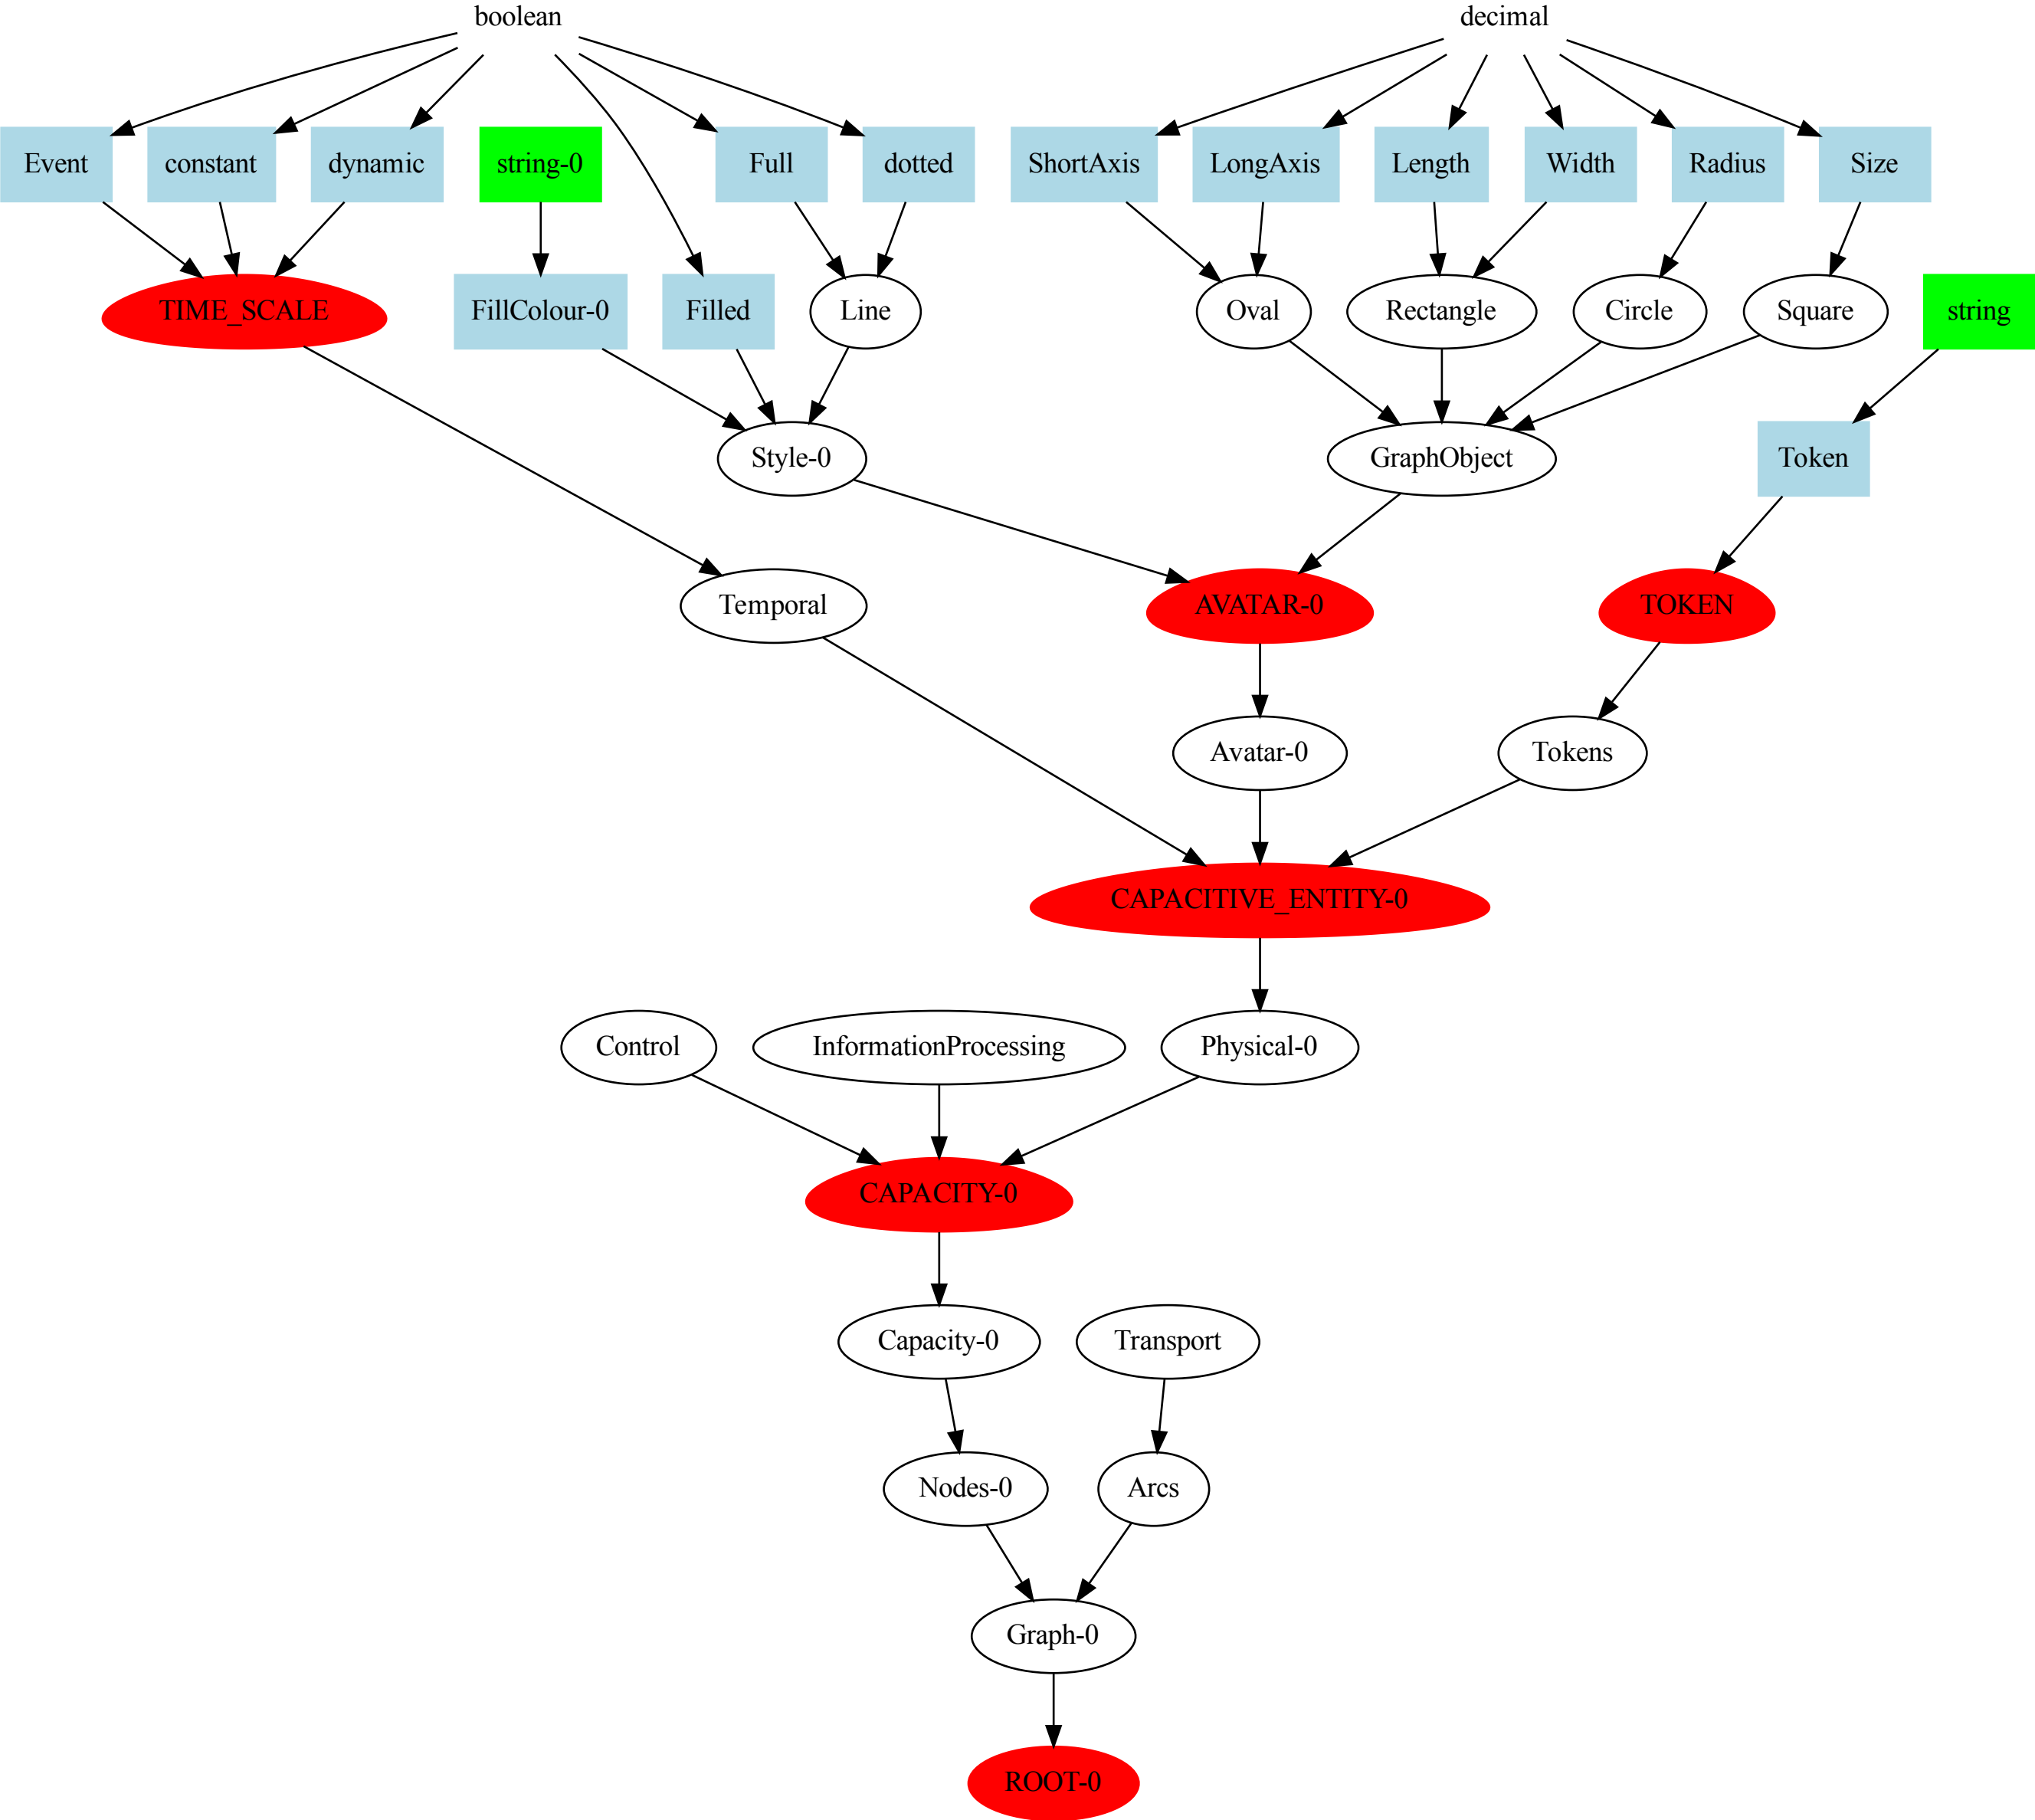 boolean
decimal
Event
constant
dynamic
string-0
Full
dotted
ShortAxis
LongAxis
Length
Width
Radius
Size
TIME_SCALE
FillColour-0
Filled
Line
Oval
Rectangle
Circle
Square
string
Style-0
GraphObject
Token
Temporal
AVATAR-0
TOKEN
Avatar-0
Tokens
CAPACITIVE_ENTITY-0
Control
InformationProcessing
Physical-0
CAPACITY-0
Capacity-0
Transport
Nodes-0
Arcs
Graph-0
ROOT-0